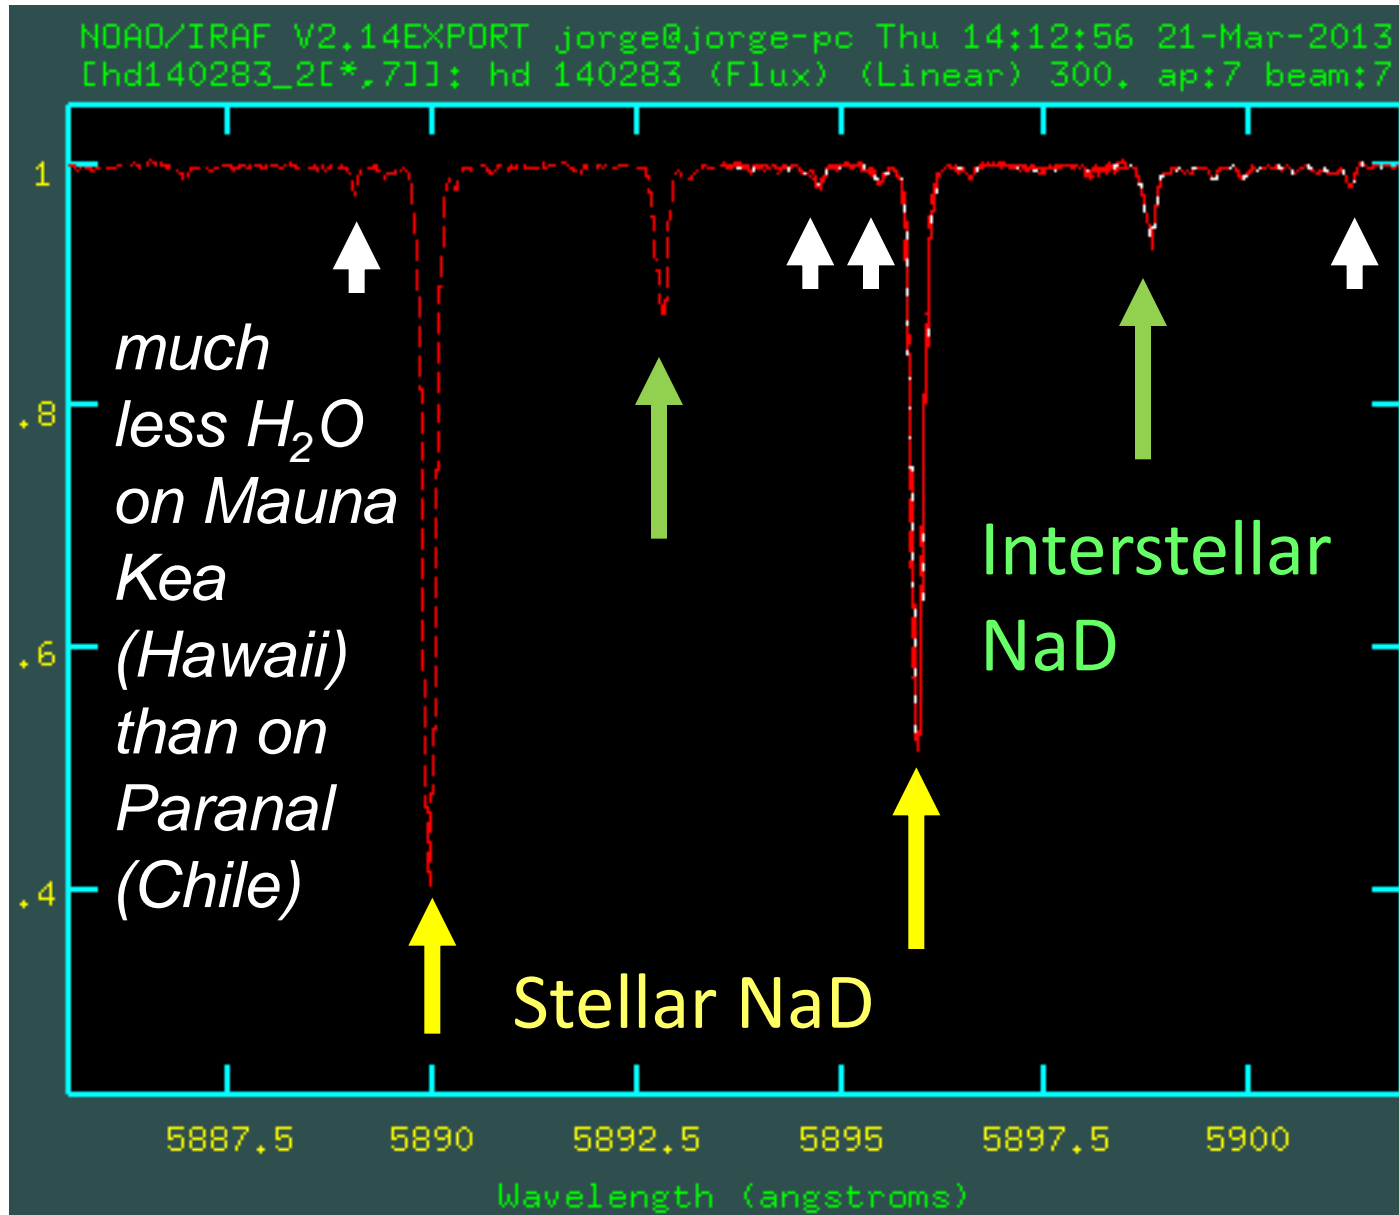 NOAO/IRAF V2.14EXPORT jorge@jorge-pc Thu 14:12:56 21-Mar-2013
[hd140283_2[*,7]]: hd 140283 (Flux) (Linear) 300. ap:7 beam:7
1
.8
.6
.4
much
less H₂O
on Mauna
Kea
(Hawaii)
than on
Paranal
(Chile)
Interstellar
NaD
Stellar NaD
5887.5 5890 5892.5 5895 5897.5 5900
Wavelength (angstroms)